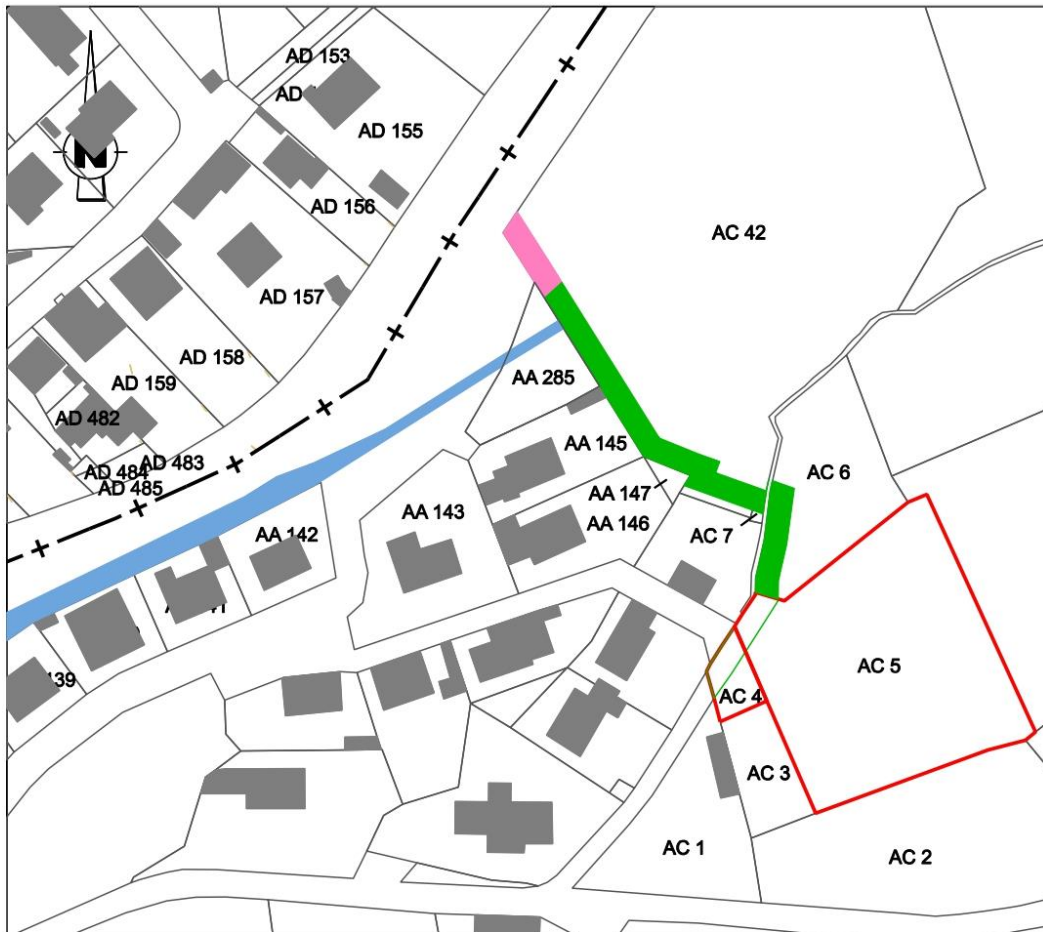 AD 153
AD
AD 155
N
AD 156
AC 42
AD 157
AD 158
AA 285
AD 159
AD 482
AA 145
AD 483
AD 484
AC 6
AD 485
AA 147
AA 143
AA 146
AA 142
AC 7
AC 5
139
AC 4
AC 3
AC 1
AC 2